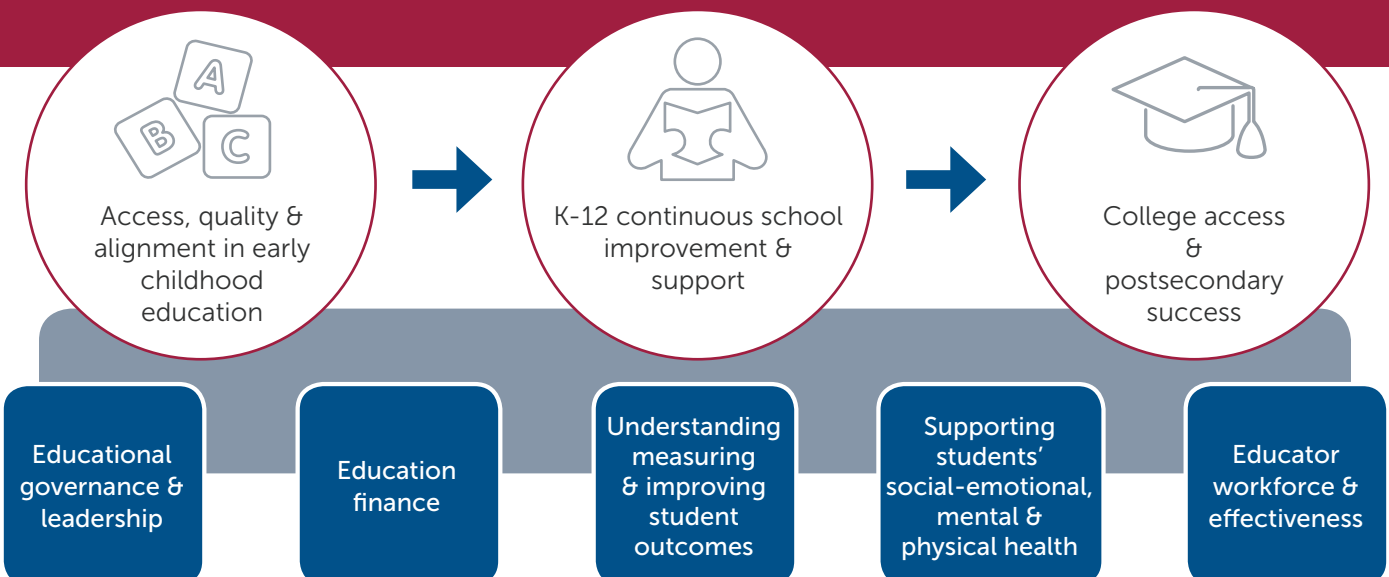 A
B
C
Access, quality &
alignment in early
childhood
education
K-12 continuous school
improvement &
support
College access
&
postsecondary
success
Educational
governance &
leadership
Education
finance
Understanding
measuring
& improving
student
outcomes
Supporting
students’
social-emotional,
mental &
physical health
Educator
workforce &
effectiveness